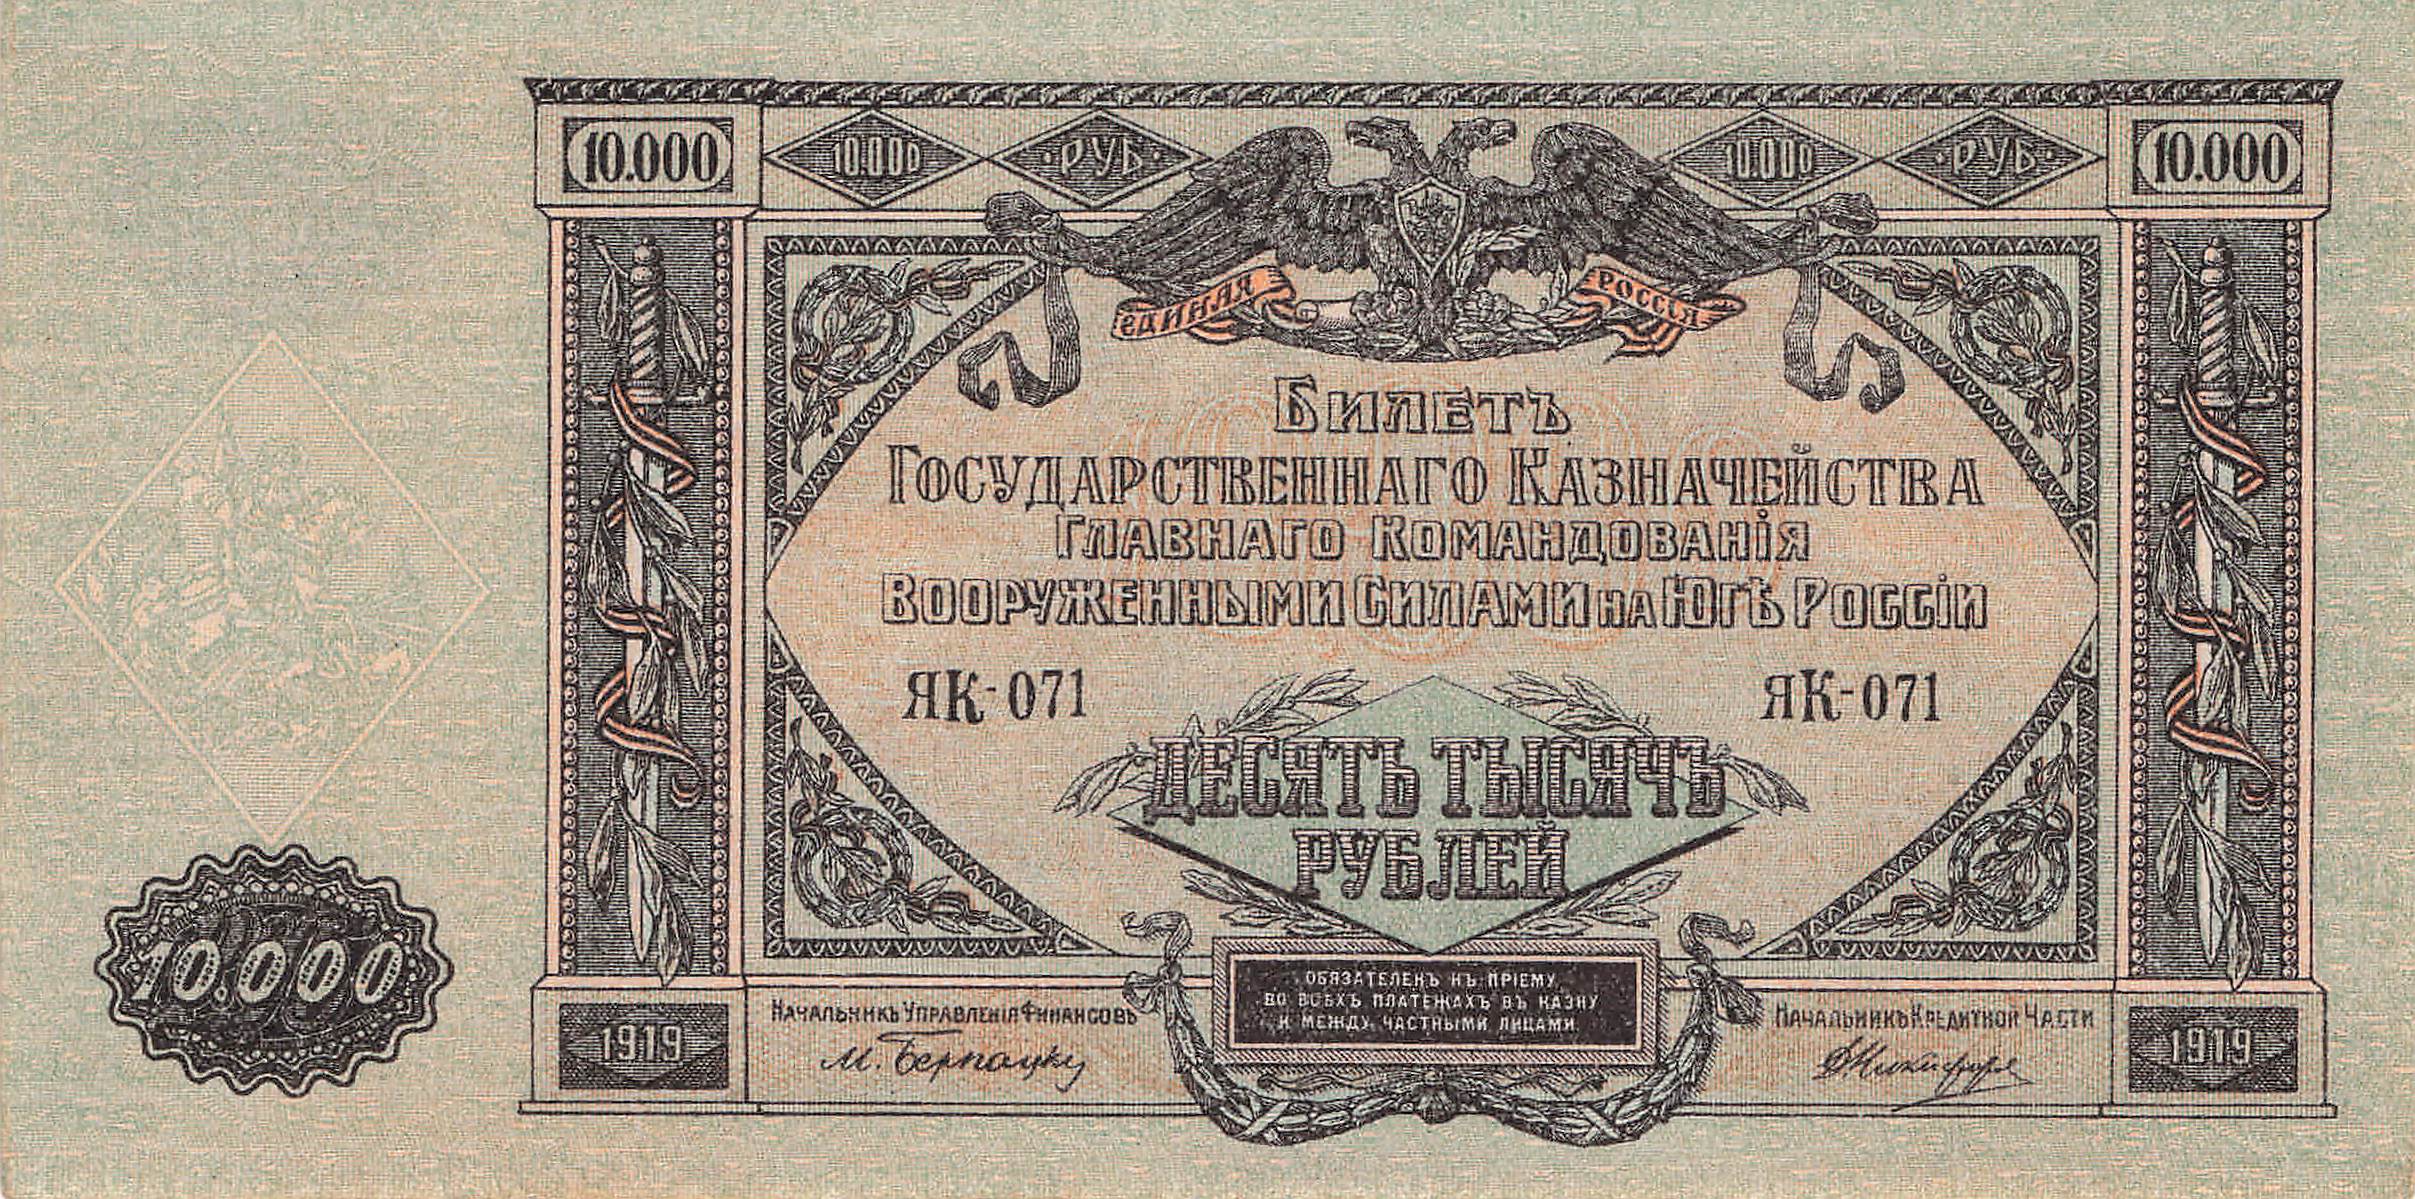 10.000 10.000 РУБ. 10.000 РУБ. 10.000
ЕДИНАЯ РОССІЯ
БИЛЕТЪ
ГОСУДАРСТВЕННАГО КАЗНАЧЕЙСТВА
ГЛАВНАГО КОМАНДОВАНІЯ
ВООРУЖЕННЫМИ СИЛАМИ НА ЮГѢ РОССІИ
ЯК-071 ЯК-071
ДЕСЯТЬ ТЫСЯЧЪ
РУБЛЕЙ
10.000
ОБЯЗАТЕЛЕНЪ КЪ ПРІЕМУ
ВО ВСѢХЪ ПЛАТЕЖАХЪ ВЪ КАЗНУ
И МЕЖДУ ЧАСТНЫМИ ЛИЦАМИ
1919 НАЧАЛЬНИКЪ УПРАВЛЕНІЯ ФИНАНСОВЪ НАЧАЛЬНИКЪ КРЕДИТНОЙ ЧАСТИ 1919
М. Бернацкій